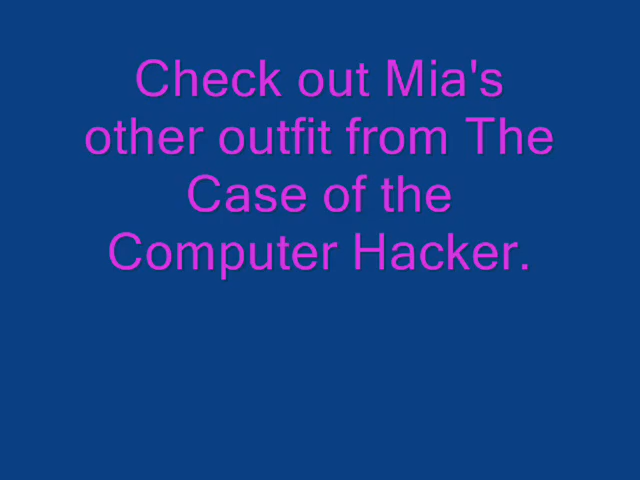 Check out Mia's
other outfit from The
Case of the
Computer Hacker.